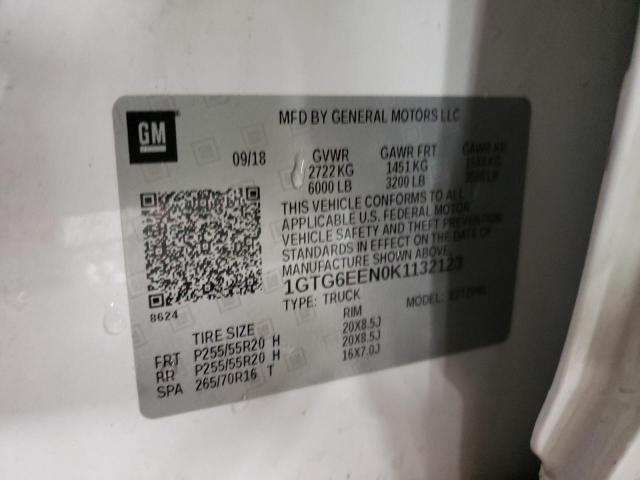 GM
MFD BY GENERAL MOTORS LLC
09/18 GVWR GAWR FRT GAWR RR
2722 KG 1451 KG
6000 LB 3200 LB
THIS VEHICLE CONFORMS TO ALL
APPLICABLE U.S. FEDERAL MOTOR
VEHICLE SAFETY AND THEFT PREVENTION
STANDARDS IN EFFECT ON THE DATE OF
MANUFACTURE SHOWN ABOVE.
1GTG6EEN0K1132123
TYPE: TRUCK MODEL:
8624
TIRE SIZE RIM
FRT P255/55R20 H 20X8.5J
RR P255/55R20 H 20X8.5J
SPA 265/70R16 T 16X7.0J